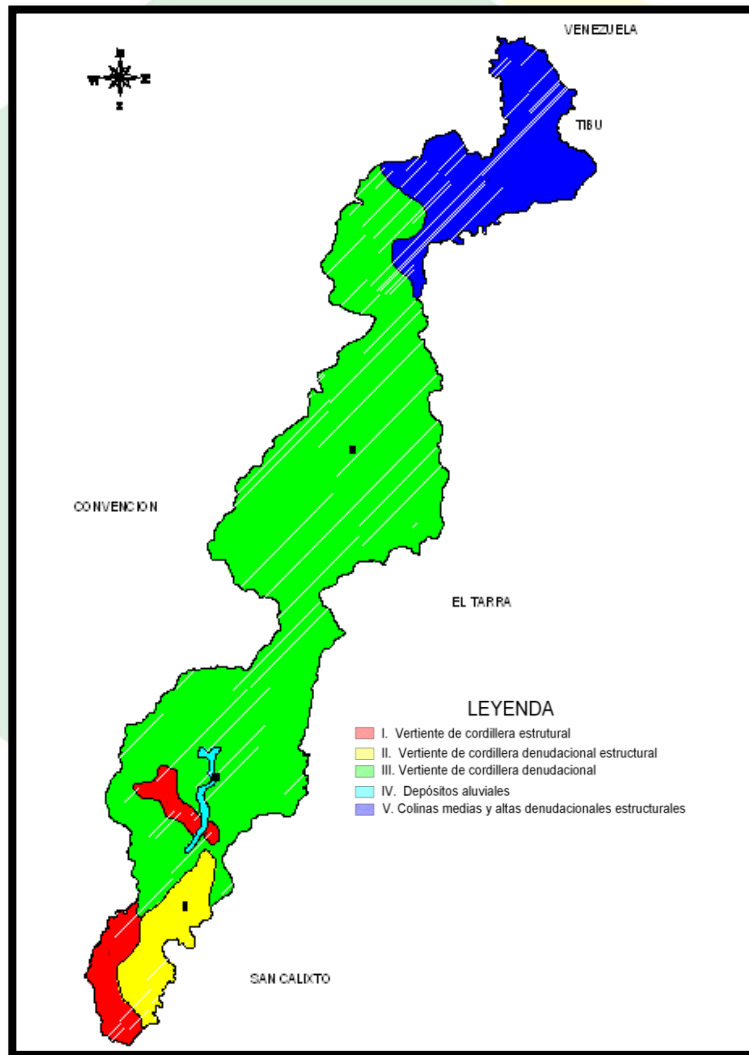 VENEZUELA
N
W E
S
TIBU
CONVENCION
EL TARRA
LEYENDA
I. Vertiente de cordillera estrutural
II. Vertiente de cordillera denudacional estructural
III. Vertiente de cordillera denudacional
IV. Depósitos aluviales
V. Colinas medias y altas denudacionales estructurales
SAN CALIXTO